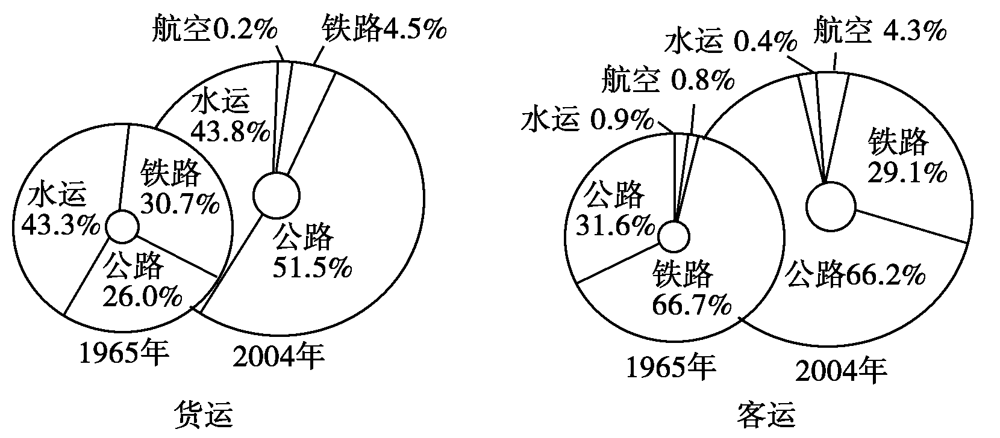 航空0.2%
铁路4.5%
水运
43.8%
铁路
30.7%
水运
43.3%
公路
26.0%
公路
51.5%
1965年
2004年
货运
水运 0.4%
航空 4.3%
航空 0.8%
水运 0.9%
铁路
29.1%
公路
31.6%
铁路
66.7%
公路66.2%
1965年
2004年
客运